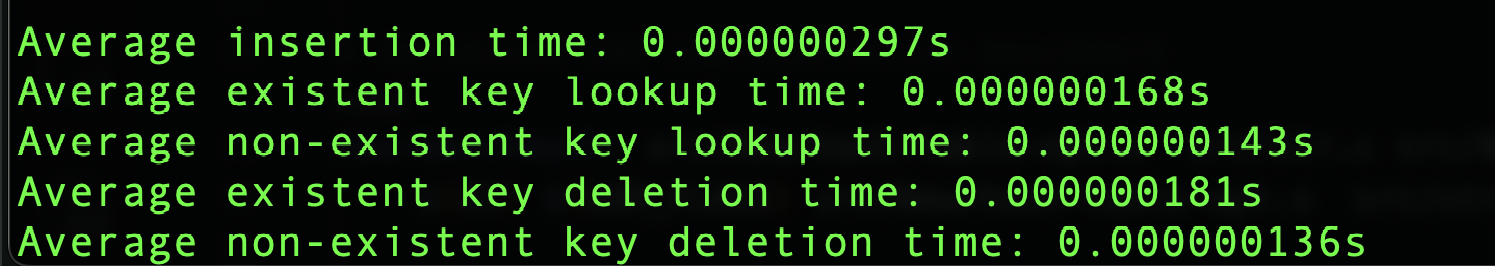 Average insertion time: 0.000000297s
Average existent key lookup time: 0.000000168s
Average non-existent key lookup time: 0.000000143s
Average existent key deletion time: 0.000000181s
Average non-existent key deletion time: 0.000000136s